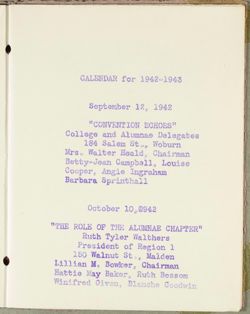 CALENDAR for 1942-1943
September 12, 1942
"CONVENTION ECHOES"
College and Alumnae Delegates
184 Salem St., Woburn
Mrs. Walter Heald, Chairman
Betty-Jean Campbell, Louise
Cooper, Angie Ingraham
Barbara Sprinthall
October 10,@942
"THE ROLE OF THE ALUMNAE CHAPTER"
Ruth Tyler Walthers
President of Region 1
150 Walnut St., Malden
Lillian M. Bowker, Chairman
Hattie May Baker, Ruth Bessom
Winifred Given, Blanche Goodwin